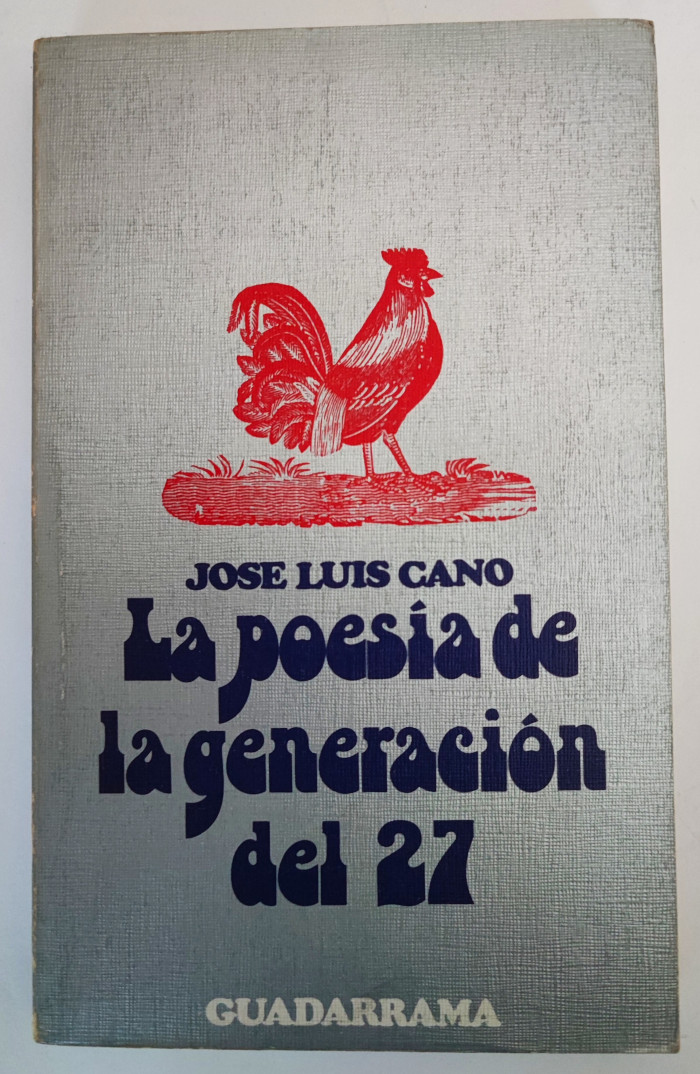 JOSE LUIS CANO
La poesía de
la generación
del 27
GUADARRAMA